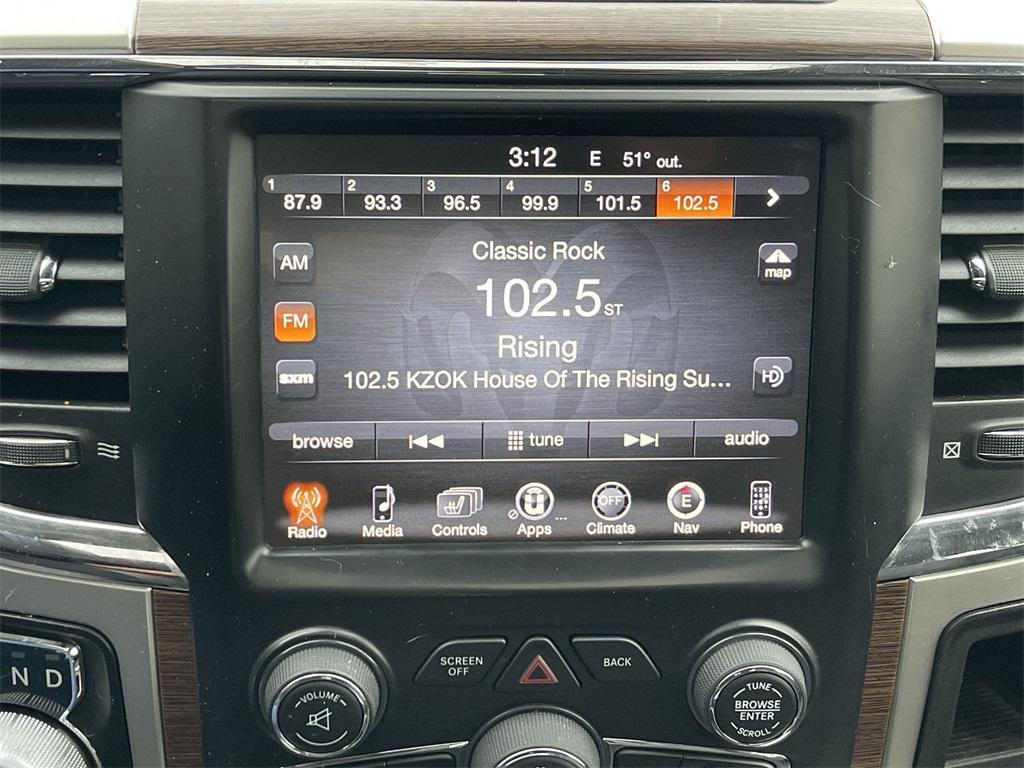 3:12 E 51° out.
1 2 3 4 5 6
87.9 93.3 96.5 99.9 101.5 102.5
Classic Rock
AM
map
102.5 ST
FM
Rising
sxm
102.5 KZOK House Of The Rising Su...
HD
browse tune audio
OFF E
Radio Media Controls Apps ... Climate Nav Phone
SCREEN
OFF
BACK
N D
VOLUME
TUNE
BROWSE
ENTER
SCROLL